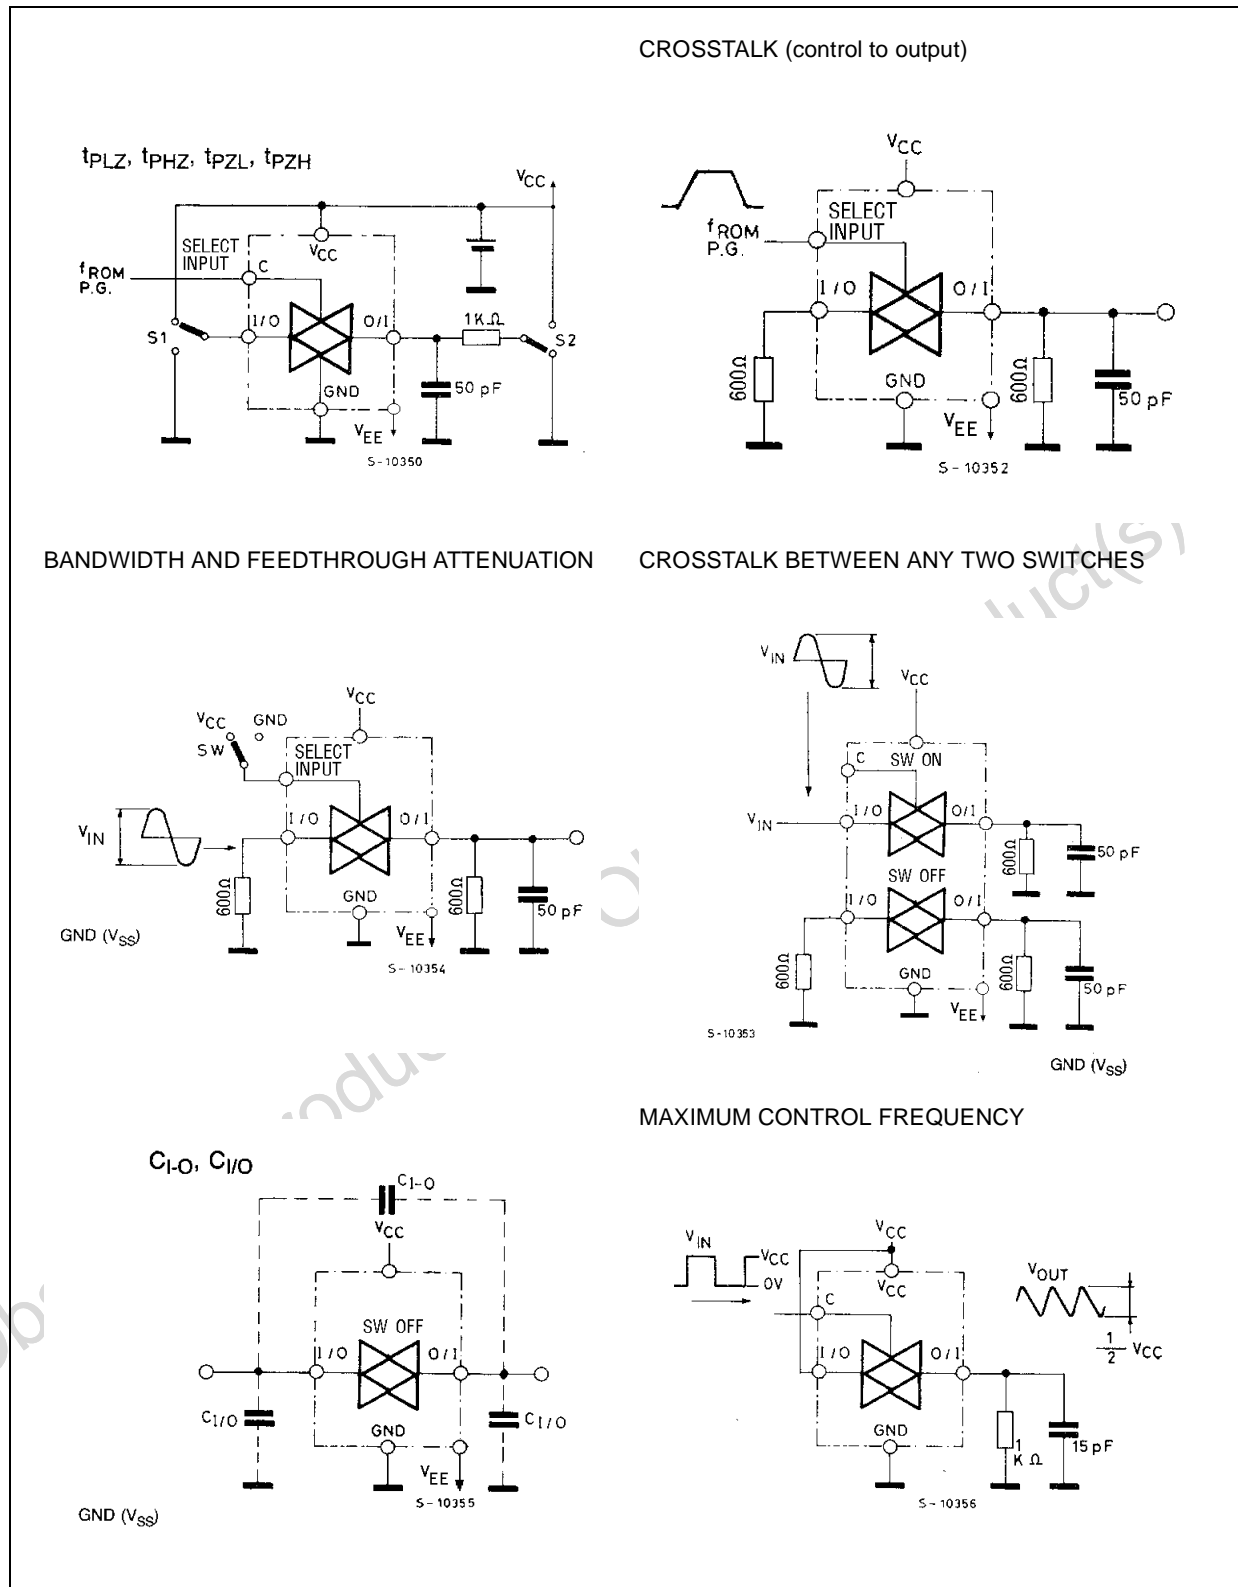 CROSSTALK (control to output)
tPLZ, tPHZ, tPZL, tPZH
VCC
SELECT
INPUT
VCC
C
fROM
P.G.
I/O
O/I
1KΩ
S1
S2
GND
50 pF
VEE
S-10350
VCC
SELECT
INPUT
fROM
P.G.
I/O
O/I
600Ω
GND
600Ω
50 pF
VEE
S-10352
BANDWIDTH AND FEEDTHROUGH ATTENUATION
CROSSTALK BETWEEN ANY TWO SWITCHES
duct(s)
VCC
VCC
GND
SW
SELECT
INPUT
VIN
I/O
O/I
600Ω
GND
600Ω
50 pF
VEE
GND (VSS)
S-10354
VIN
VCC
C
SW ON
I/O
O/I
VIN
600Ω
50 pF
SW OFF
I/O
O/I
600Ω
GND
600Ω
50 pF
VEE
S-10353
GND (VSS)
roduc
MAXIMUM CONTROL FREQUENCY
CI-O, CI/O
CI-O
VCC
SW OFF
I/O
O/I
CI/O
CI/O
GND
VEE
S-10355
GND (VSS)
VIN
VCC
0V
VCC
VCC
C
VOUT
I/O
O/I
1/2 VCC
GND
1
KΩ
15 pF
S-10356